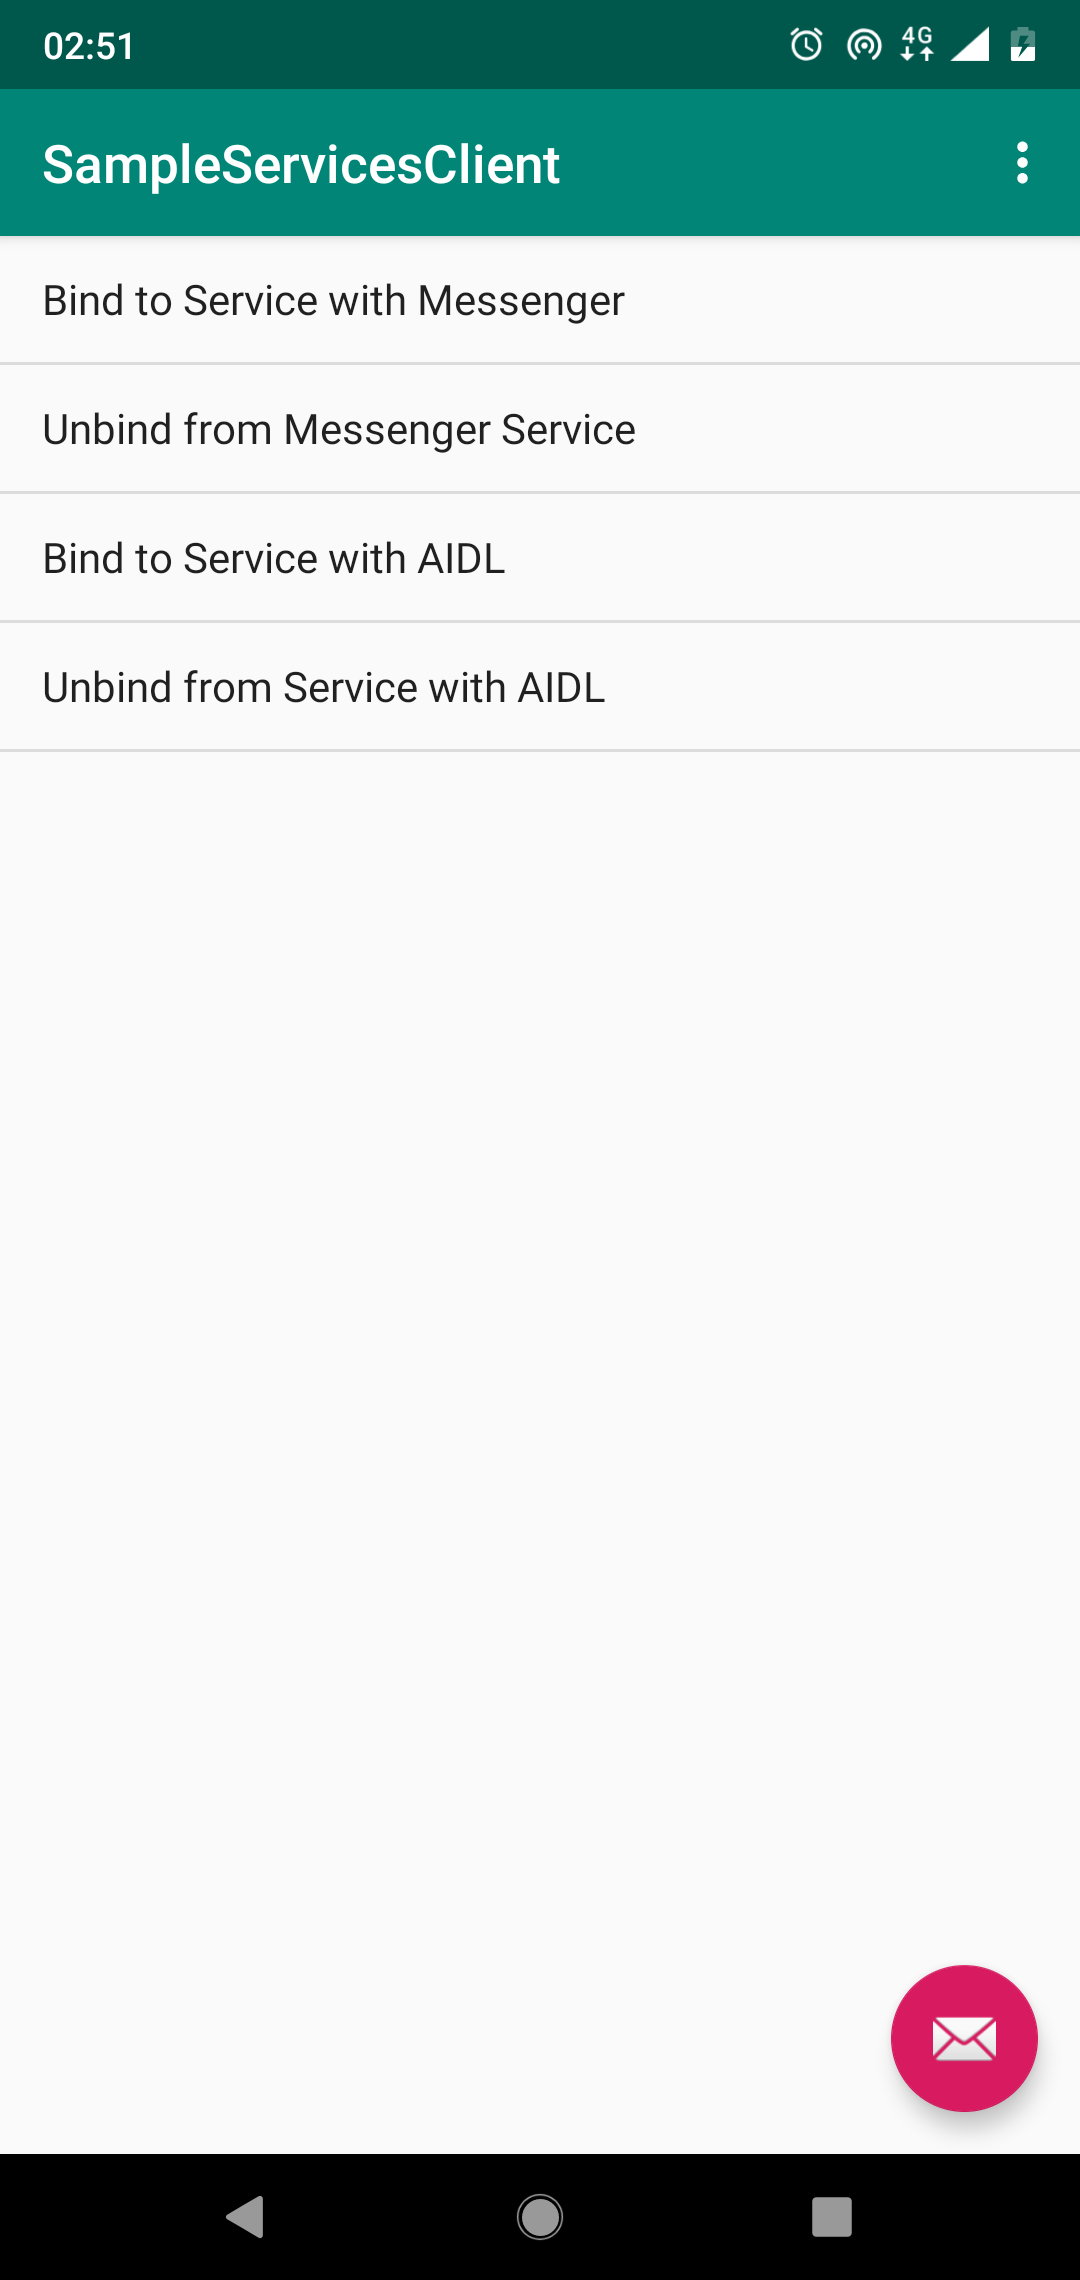 02:51
4G
SampleServicesClient
Bind to Service with Messenger
Unbind from Messenger Service
Bind to Service with AIDL
Unbind from Service with AIDL